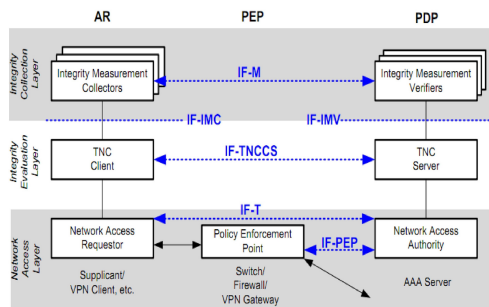 AR PEP PDP
Integrity
Collection
Layer
Integrity Measurement
Collectors
IF-M
Integrity Measurement
Verifiers
IF-IMC IF-IMV
Integrity
Evaluation
Layer
TNC
Client
IF-TNCCS
TNC
Server
Network
Access
Layer
IF-T
Network Access
Requestor
Policy Enforcement
Point
IF-PEP
Network Access
Authority
Supplicant/
VPN Client, etc.
Switch/
Firewall/
VPN Gateway
AAA Server